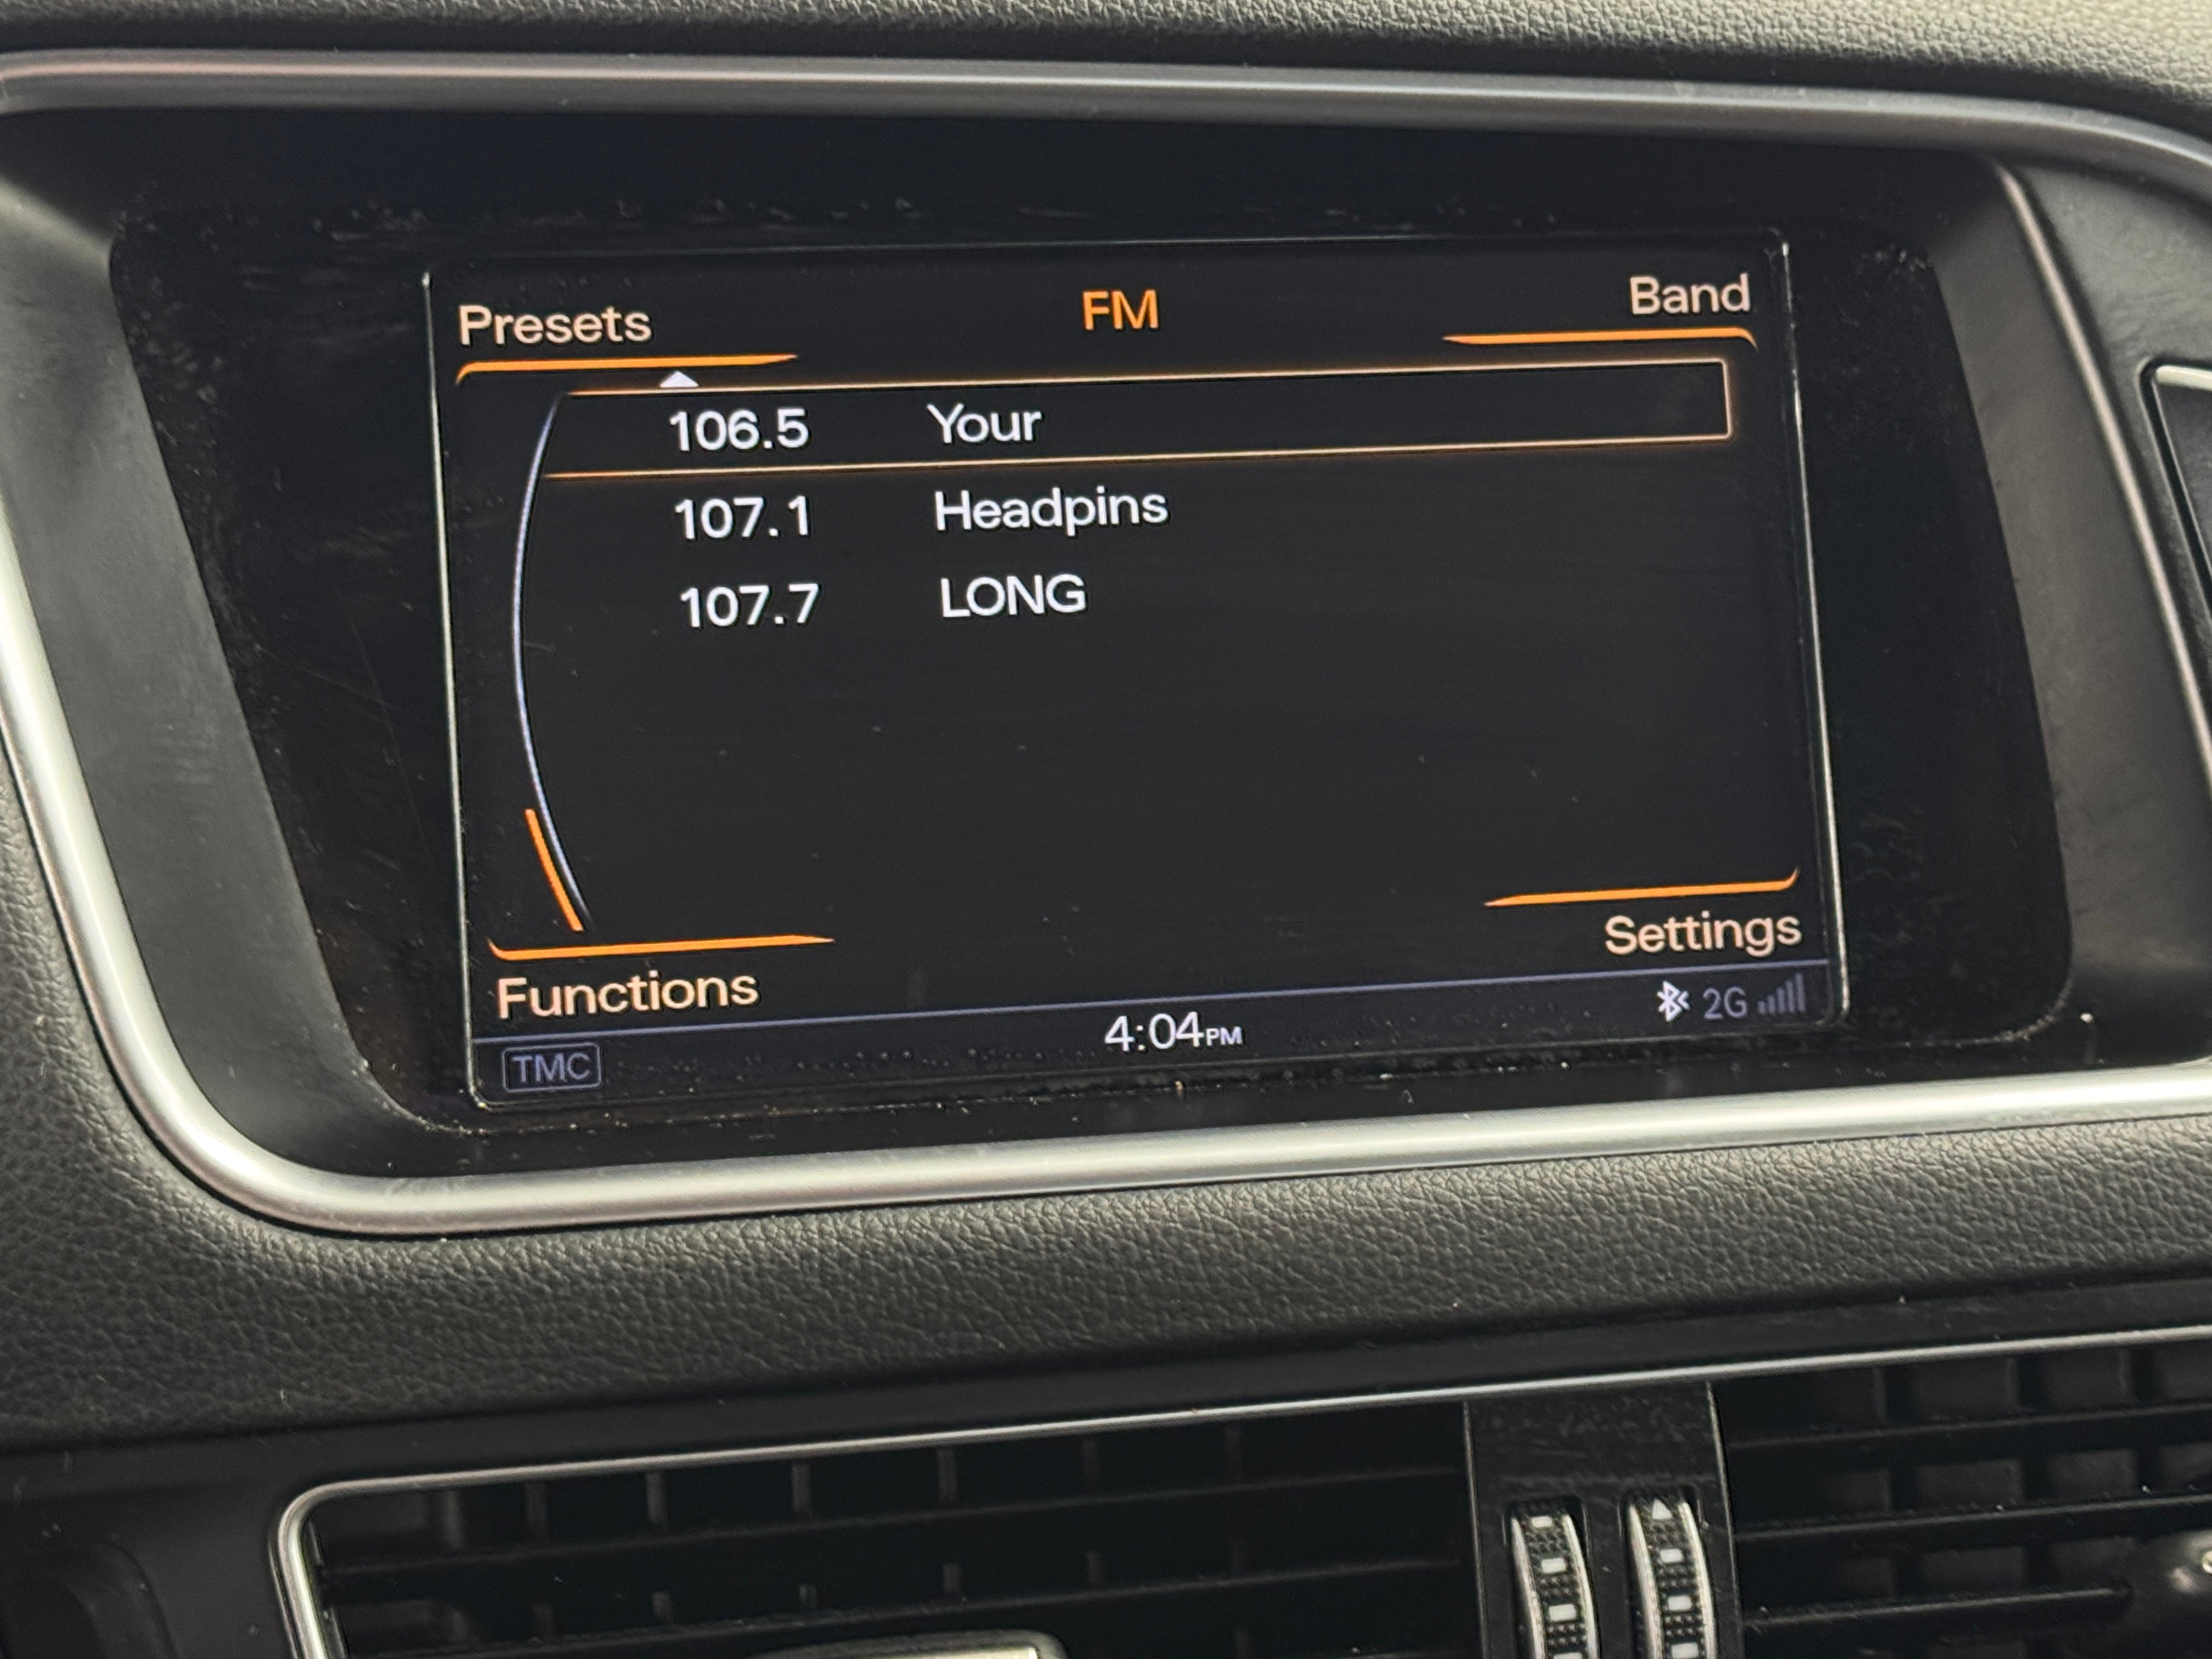 Presets FM Band
106.5 Your
107.1 Headpins
107.7 LONG
Settings
Functions
TMC 4:04PM 2G